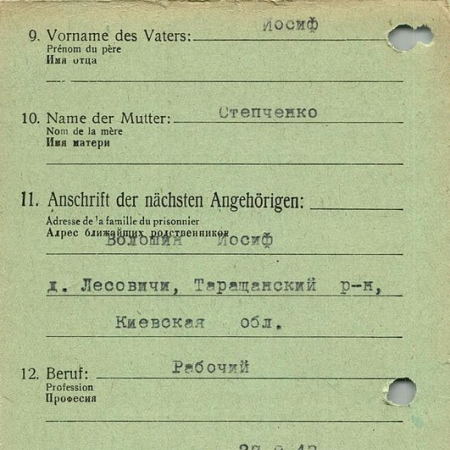 9. Vorname des Vaters: Иосиф
Prénom du père
Имя отца
10. Name der Mutter: Степченко
Nom de la mère
Имя матери
11. Anschrift der nächsten Angehörigen:
Adresse de la famille du prisonnier
Адрес ближайших родственников
Волошин Иосиф
д. Лесовичи, Таращанский р-н,
Киевская обл.
12. Beruf: Рабочий
Profession
Професия